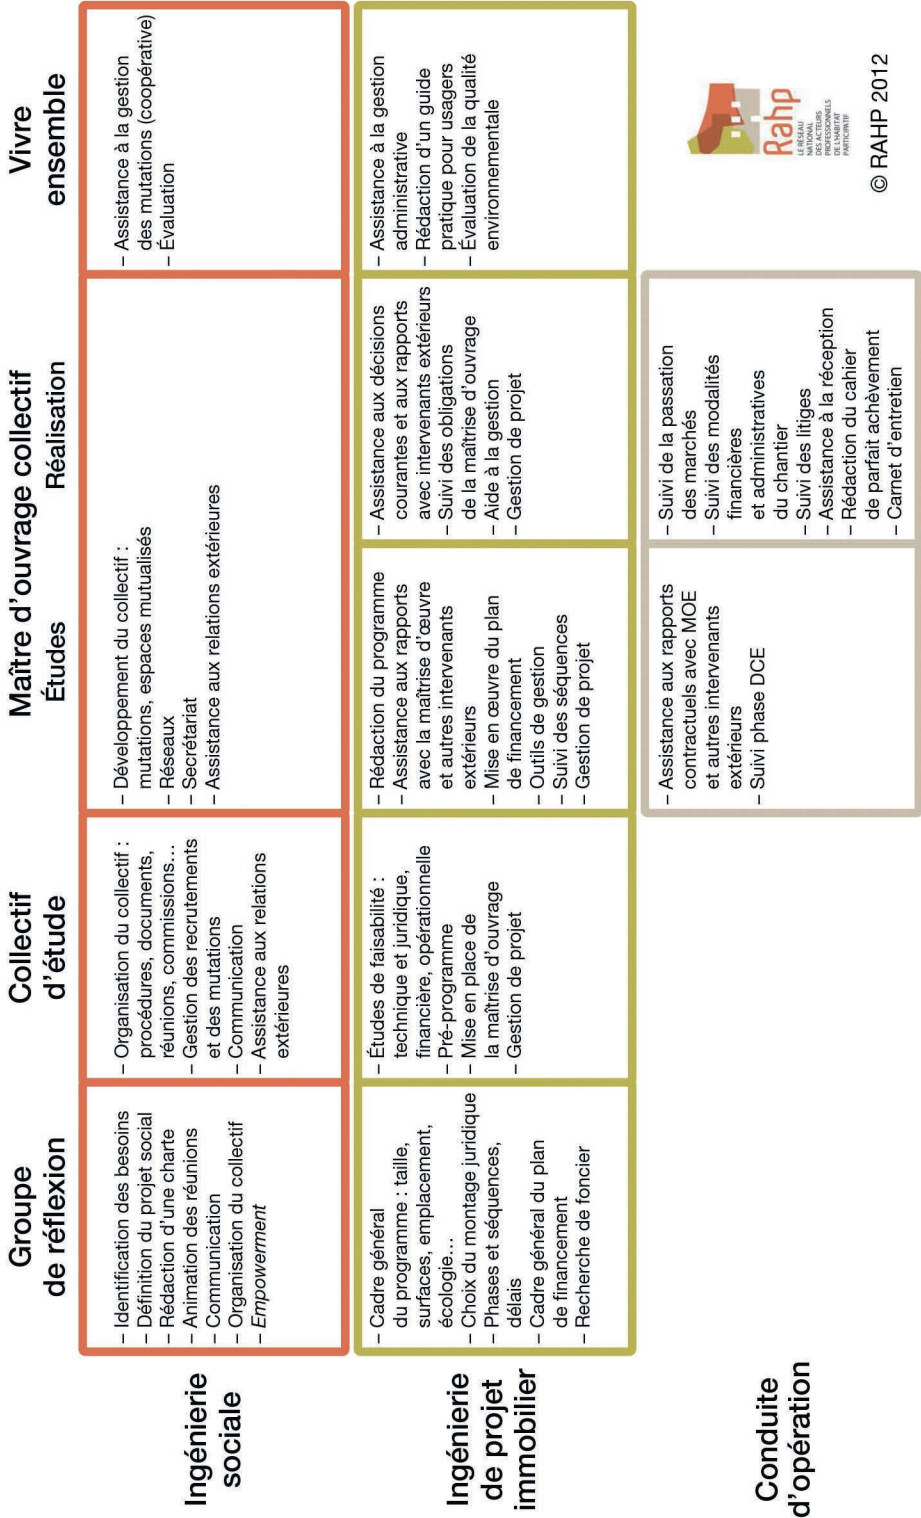 Groupe
de réflexion
Collectif
d'étude
Maître d'ouvrage collectif
Études
Réalisation
Vivre
ensemble
Ingénierie
sociale
– Identification des besoins
– Définition du projet social
– Rédaction d'une charte
– Animation des réunions
– Communication
– Organisation du collectif
– Empowerment
– Organisation du collectif :
procédures, documents,
réunions, commissions…
– Gestion des recrutements
et des mutations
– Communication
– Assistance aux relations
extérieures
– Développement du collectif :
mutations, espaces mutualisés
– Réseaux
– Secrétariat
– Assistance aux relations extérieures
– Assistance à la gestion
des mutations (coopérative)
– Évaluation
Ingénierie
de projet
immobilier
– Cadre général
du programme : taille,
surfaces, emplacement,
écologie…
– Choix du montage juridique
– Phases et séquences,
délais
– Cadre général du plan
de financement
– Recherche de foncier
– Études de faisabilité :
technique et juridique,
financière, opérationnelle
– Pré-programme
– Mise en place de
la maîtrise d'ouvrage
– Gestion de projet
– Rédaction du programme
– Assistance aux rapports
avec la maîtrise d'œuvre
et autres intervenants
extérieurs
– Mise en œuvre du plan
de financement
– Outils de gestion
– Suivi des séquences
– Gestion de projet
– Assistance aux décisions
courantes et aux rapports
avec intervenants extérieurs
– Suivi des obligations
de la maîtrise d'ouvrage
– Aide à la gestion
– Gestion de projet
– Assistance à la gestion
administrative
– Rédaction d'un guide
pratique pour usagers
– Évaluation de la qualité
environnementale
Conduite
d'opération
– Assistance aux rapports
contractuels avec MOE
et autres intervenants
extérieurs
– Suivi phase DCE
– Suivi de la passation
des marchés
– Suivi des modalités
financières
et administratives
du chantier
– Suivi des litiges
– Assistance à la réception
– Rédaction du cahier
de parfait achèvement
– Carnet d'entretien
Rahp
LE RÉSEAU
NATIONAL
DES ACTEURS
PROFESSIONNELS
DE L'HABITAT
PARTICIPATIF
© RAHP 2012